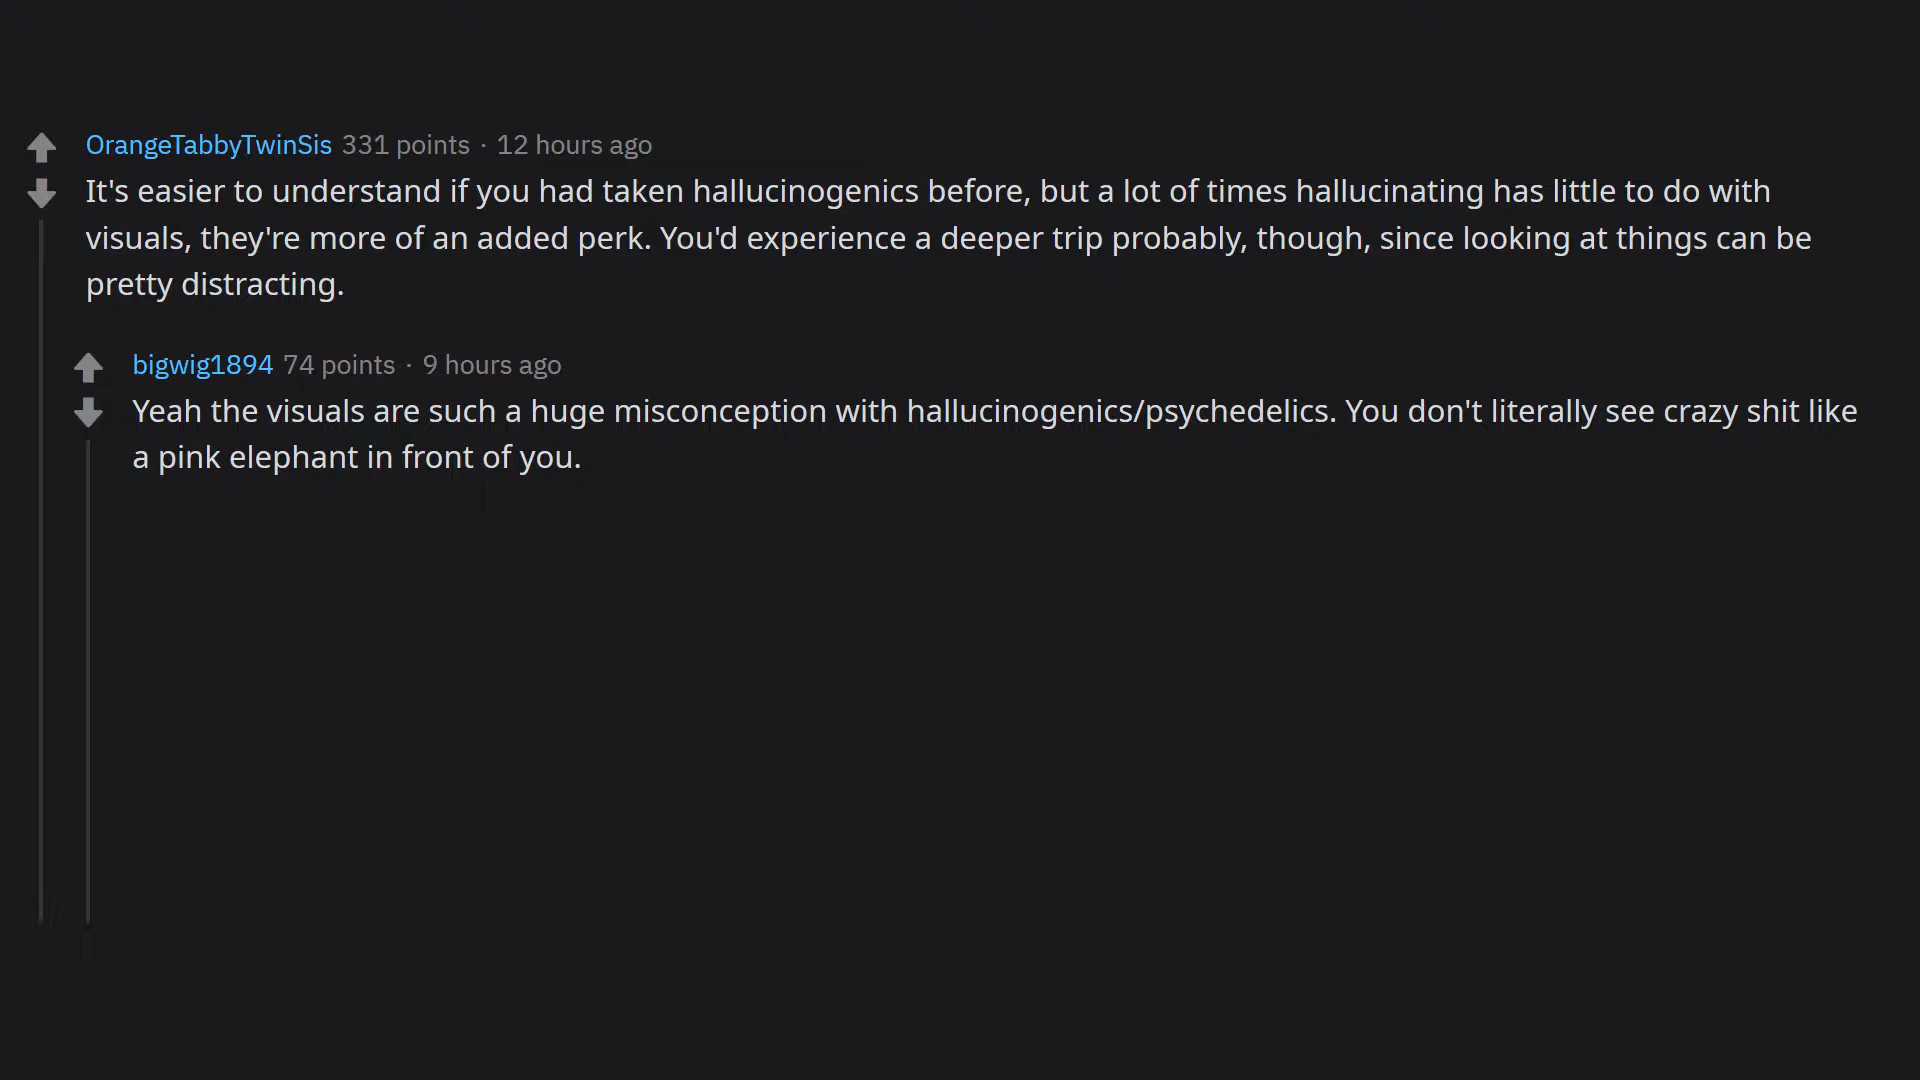 OrangeTabbyTwinSis 331 points · 12 hours ago
It's easier to understand if you had taken hallucinogenics before, but a lot of times hallucinating has little to do with
visuals, they're more of an added perk. You'd experience a deeper trip probably, though, since looking at things can be
pretty distracting.
bigwig1894 74 points · 9 hours ago
Yeah the visuals are such a huge misconception with hallucinogenics/psychedelics. You don't literally see crazy shit like
a pink elephant in front of you.